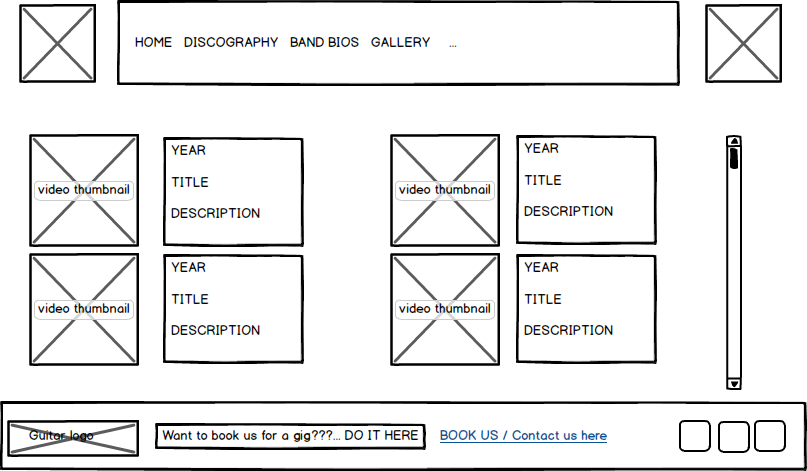 HOME DISCOGRAPHY BAND BIOS GALLERY ...
video thumbnail
YEAR
TITLE
DESCRIPTION
video thumbnail
YEAR
TITLE
DESCRIPTION
video thumbnail
YEAR
TITLE
DESCRIPTION
video thumbnail
YEAR
TITLE
DESCRIPTION
Guitar logo
Want to book us for a gig???... DO IT HERE
BOOK US / Contact us here